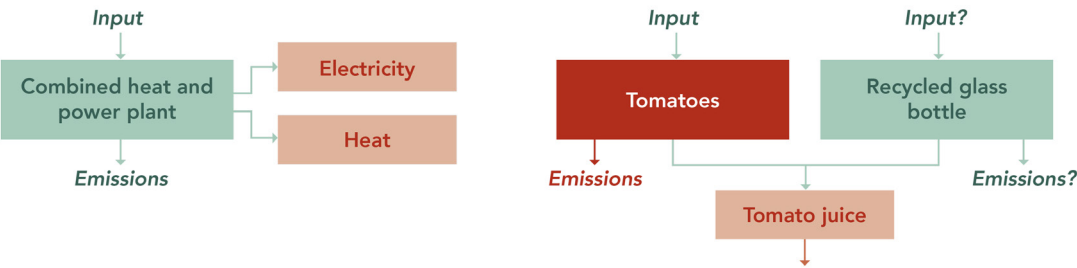 Input
Combined heat and
power plant
Electricity
Heat
Emissions
Input
Tomatoes
Emissions
Input?
Recycled glass
bottle
Emissions?
Tomato juice